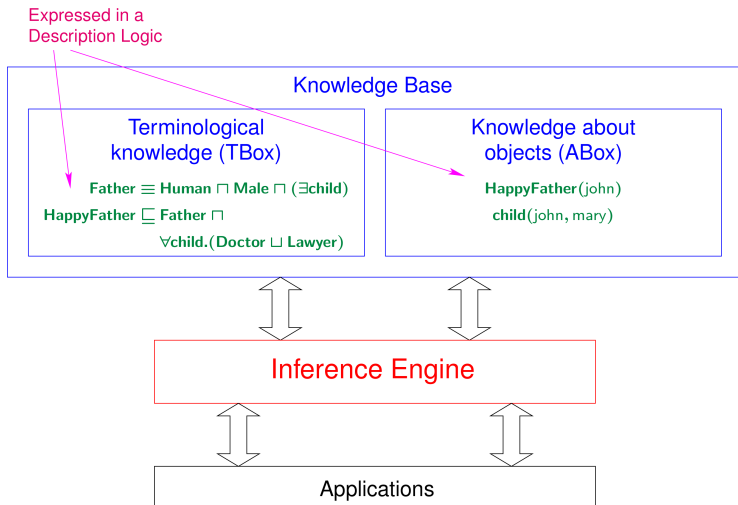 Expressed in a
Description Logic
Knowledge Base
Terminological
knowledge (TBox)
Father ≡ Human ⊓ Male ⊓ (∃child)
HappyFather ⊑ Father ⊓
∀child.(Doctor ⊔ Lawyer)
Knowledge about
objects (ABox)
HappyFather(john)
child(john, mary)
Inference Engine
Applications